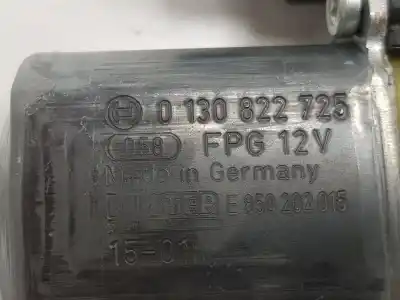 0 130 822 725
FPG 12V
Made in Germany
E 850 202 015
15-01